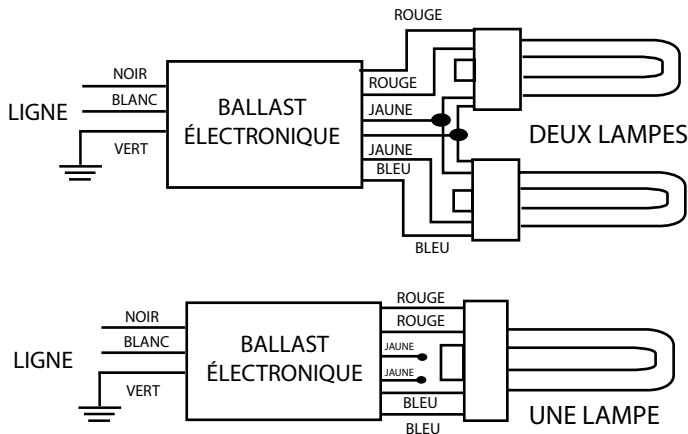 ROUGE
NOIR
ROUGE
LIGNE
BLANC
BALLAST
ÉLECTRONIQUE
JAUNE
DEUX LAMPES
VERT
JAUNE
BLEU
BLEU
ROUGE
NOIR
ROUGE
LIGNE
BLANC
BALLAST
ÉLECTRONIQUE
JAUNE
JAUNE
VERT
BLEU
UNE LAMPE
BLEU